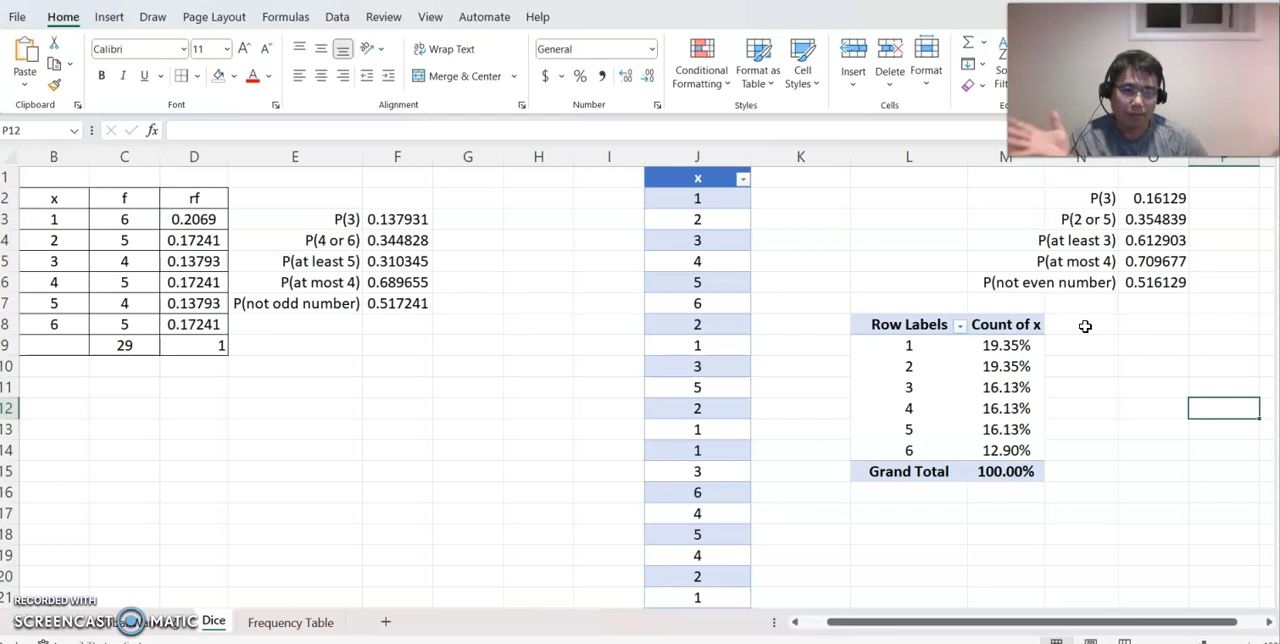 File Home Insert Draw Page Layout Formulas Data Review View Automate Help
Paste Calibri 11 A A Wrap Text General Conditional Formatting Format as Table Cell Styles Insert Delete Format
B I U A Merge & Center $ % 9
Clipboard Font Alignment Number Styles Cells
P12 fx
B C D E F G H I J K L M N O P
1 x
2 x f rf 1 P(3) 0.16129
3 1 6 0.2069 P(3) 0.137931 2 P(2 or 5) 0.354839
4 2 5 0.17241 P(4 or 6) 0.344828 3 P(at least 3) 0.612903
5 3 4 0.13793 P(at least 5) 0.310345 4 P(at most 4) 0.709677
6 4 5 0.17241 P(at most 4) 0.689655 5 P(not even number) 0.516129
7 5 4 0.13793 P(not odd number) 0.517241 6
8 6 5 0.17241 2 Row Labels Count of x
9 29 1 1 1 19.35%
10 3 2 19.35%
11 5 3 16.13%
12 2 4 16.13%
13 1 5 16.13%
14 1 6 12.90%
15 3 Grand Total 100.00%
16 6
17 4
18 5
19 4
20 2
21 1
RECORDED WITH
SCREENCAST MATIC Dice Frequency Table +